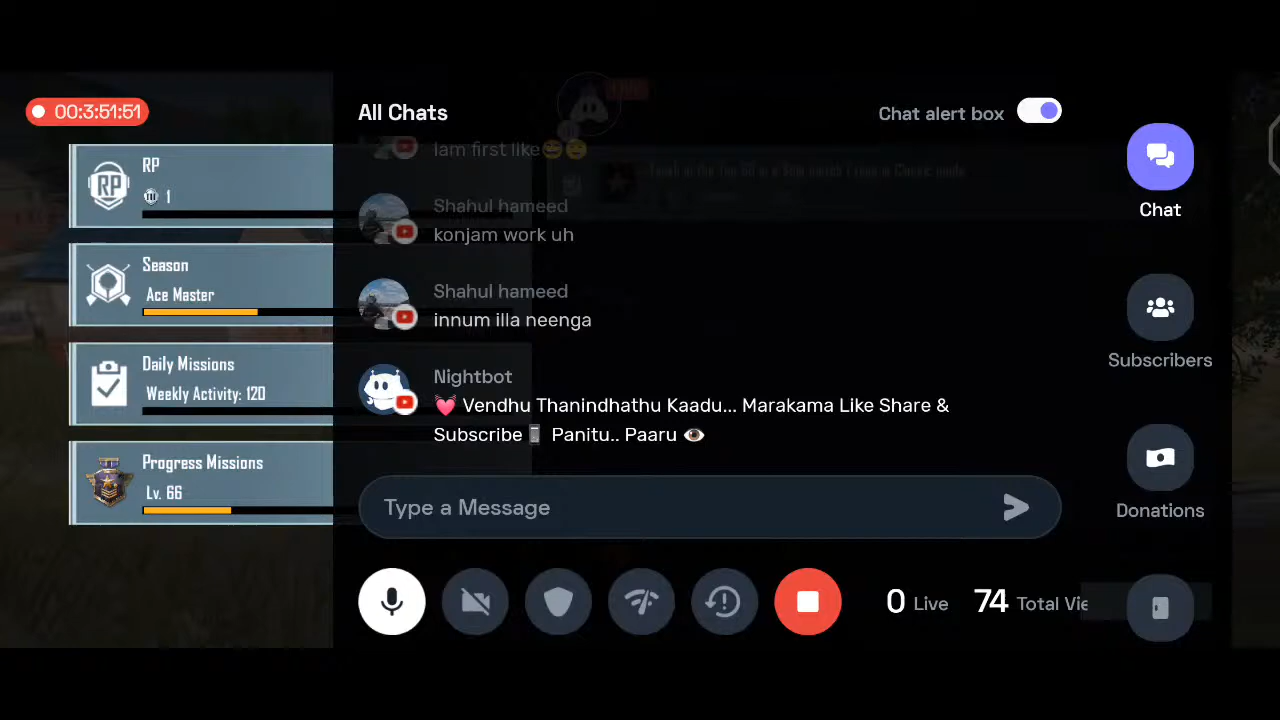 00:3:51:51
All Chats
Chat alert box
Iam first like😄😄
Shahul hameed
konjam work uh
Shahul hameed
innum illa neenga
Nightbot
💓 Vendhu Thanindhathu Kaadu... Marakama Like Share &
Subscribe📱 Panitu.. Paaru 👁️
Type a Message
0 Live 74 Total Vie
Chat
Subscribers
Donations
RP
RP
1
Season
Ace Master
Daily Missions
Weekly Activity: 120
Progress Missions
Lv. 66